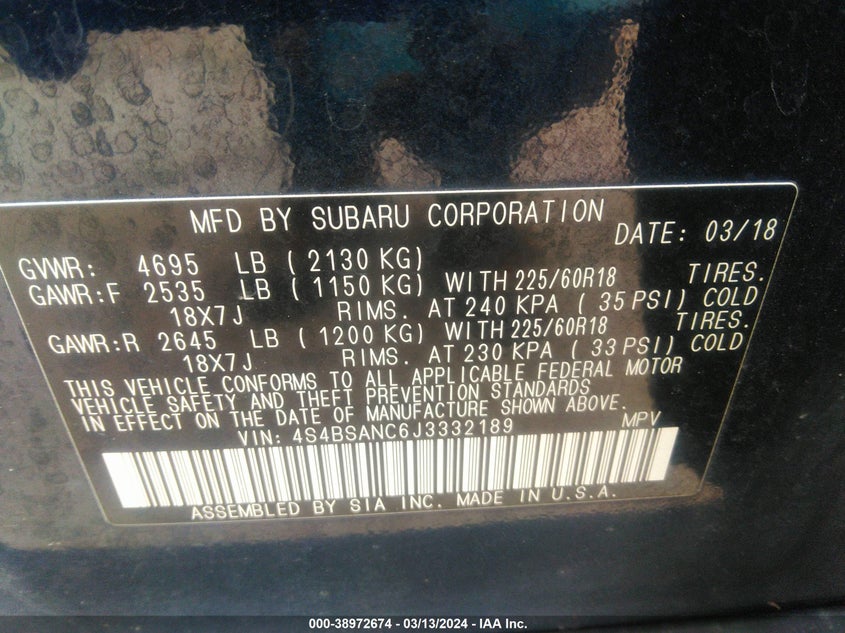 MFD BY SUBARU CORPORATION DATE: 03/18
GVWR: 4695 LB ( 2130 KG)
GAWR:F 2535 LB ( 1150 KG) WITH 225/60R18 TIRES.
18X7J RIMS. AT 240 KPA ( 35 PSI) COLD
GAWR:R 2645 LB ( 1200 KG) WITH 225/60R18 TIRES.
18X7J RIMS. AT 230 KPA ( 33 PSI) COLD
THIS VEHICLE CONFORMS TO ALL APPLICABLE FEDERAL MOTOR
VEHICLE SAFETY AND THEFT PREVENTION STANDARDS
IN EFFECT ON THE DATE OF MANUFACTURE SHOWN ABOVE.
VIN: 4S4BSANC6J3332189 MPV
ASSEMBLED BY SIA INC. MADE IN U.S.A.
000-38972674 - 03/13/2024 - IAA Inc.